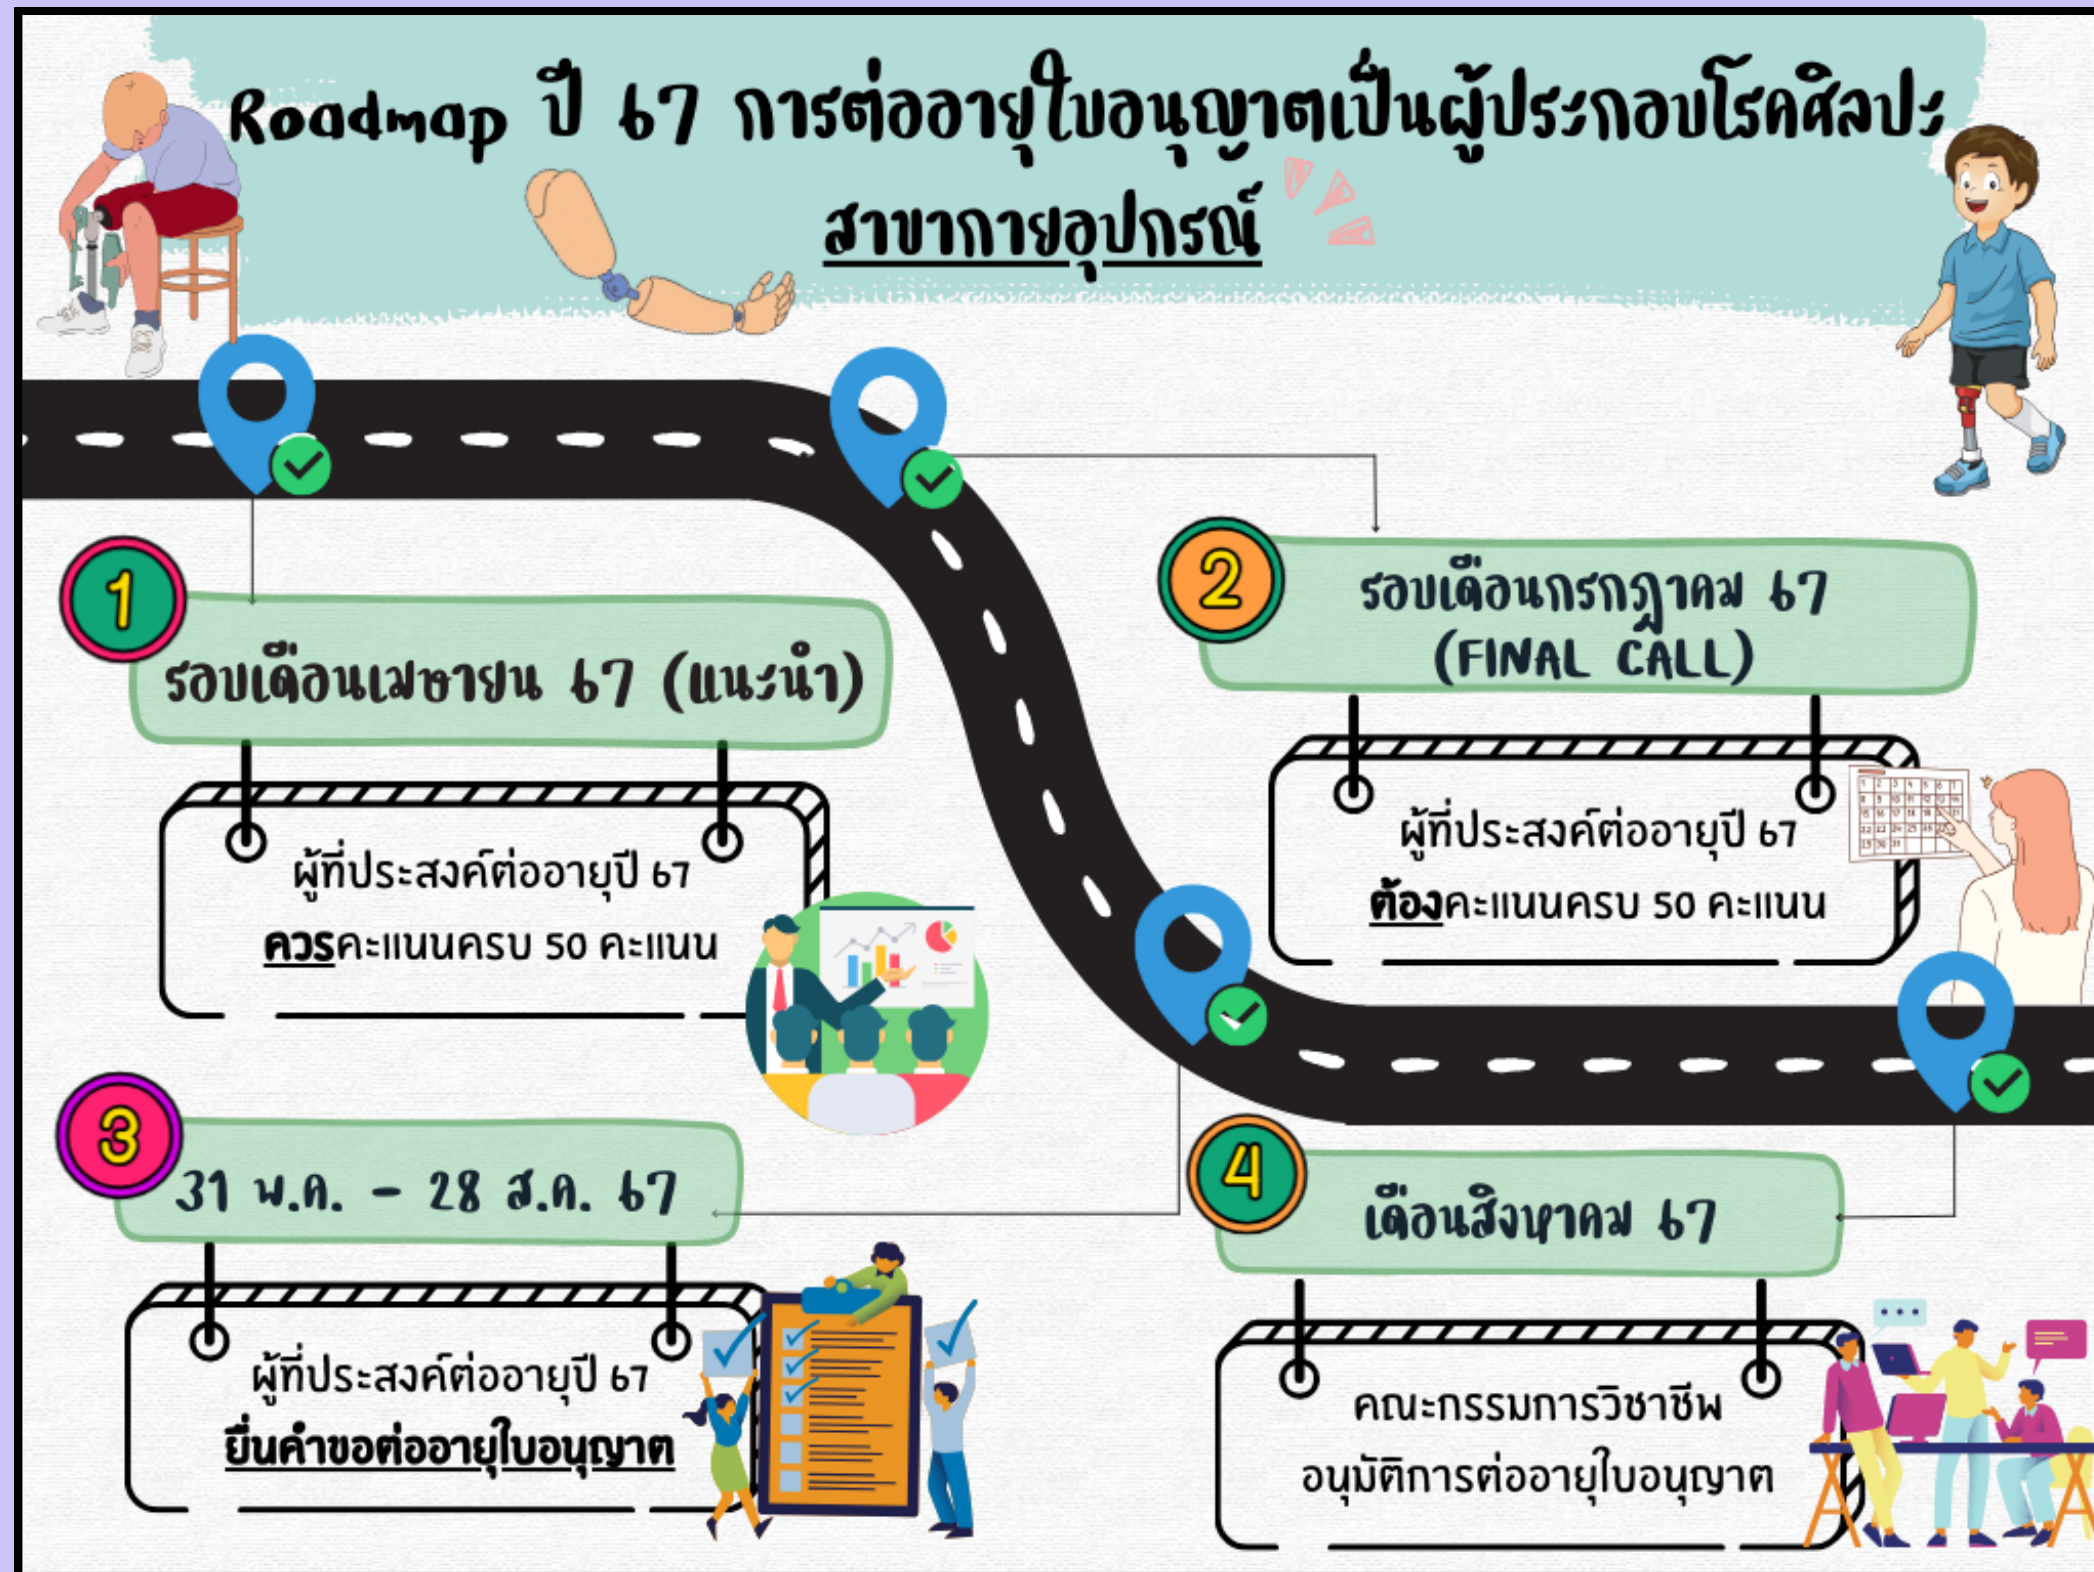 Roadmap ปี 67 การต่ออายุใบอนุญาตเป็นผู้ประกอบโรคศิลปะ
สาขากายอุปกรณ์
1
รอบเดือนเมษายน 67 (แนะนำ)
ผู้ที่ประสงค์ต่ออายุปี 67
ควรคะแนนครบ 50 คะแนน
2
รอบเดือนกรกฎาคม 67
(FINAL CALL)
ผู้ที่ประสงค์ต่ออายุปี 67
ต้องคะแนนครบ 50 คะแนน
3
31 พ.ค. - 28 ส.ค. 67
ผู้ที่ประสงค์ต่ออายุปี 67
ยื่นคำขอต่ออายุใบอนุญาต
4
เดือนสิงหาคม 67
คณะกรรมการวิชาชีพ
อนุมัติการต่ออายุใบอนุญาต